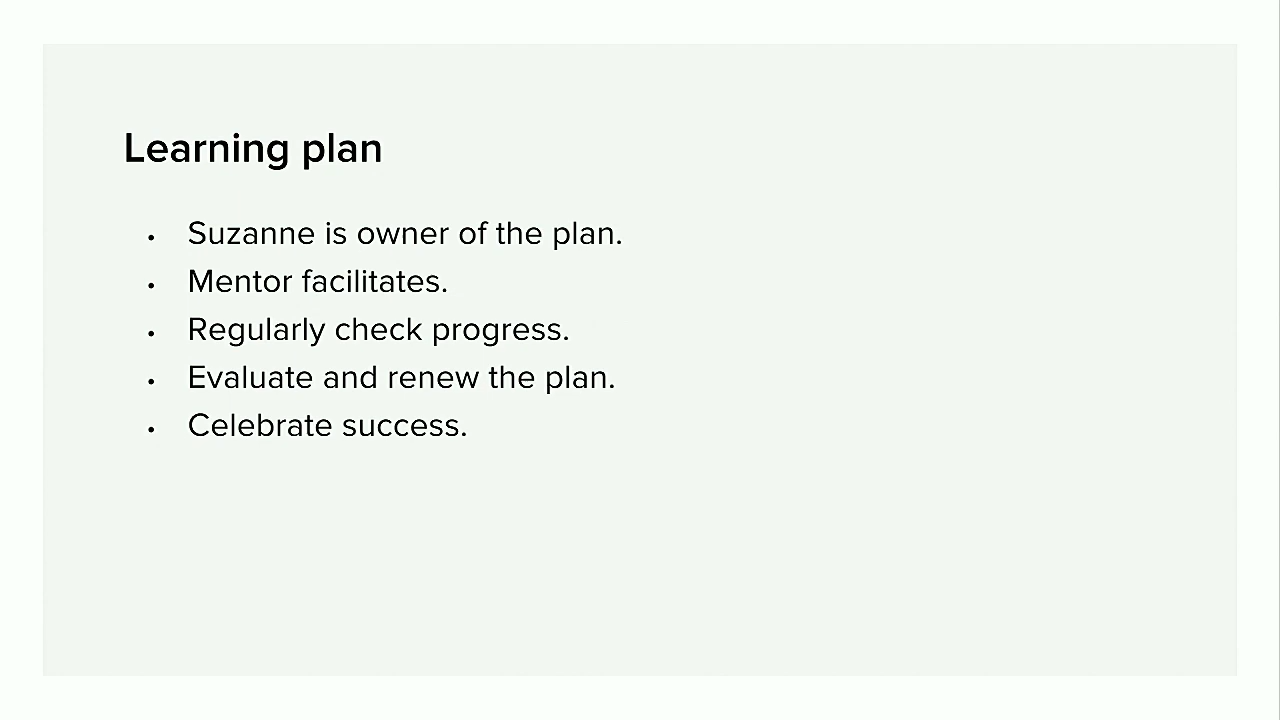 Learning plan
• Suzanne is owner of the plan.
• Mentor facilitates.
• Regularly check progress.
• Evaluate and renew the plan.
• Celebrate success.